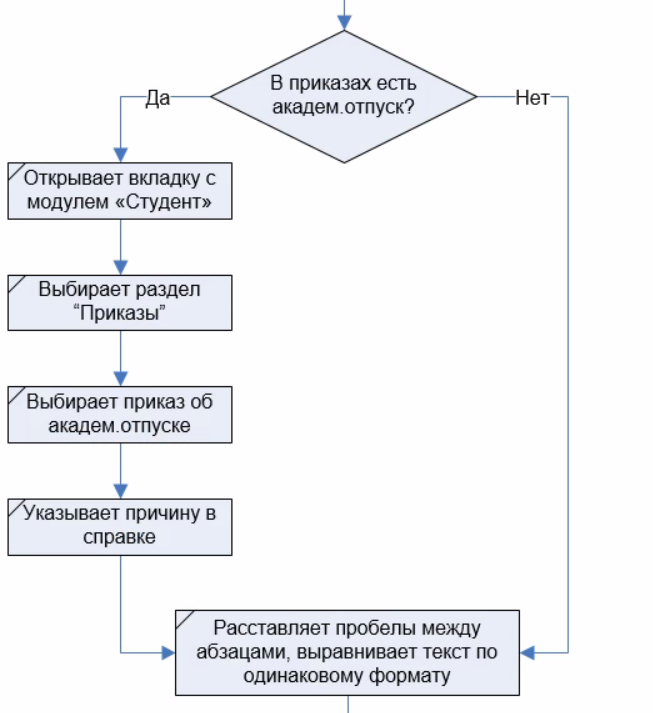 В приказах есть
академ.отпуск?
Да
Нет
Открывает вкладку с
модулем «Студент»
Выбирает раздел
“Приказы”
Выбирает приказ об
академ.отпуске
Указывает причину в
справке
Расставляет пробелы между
абзацами, выравнивает текст по
одинаковому формату